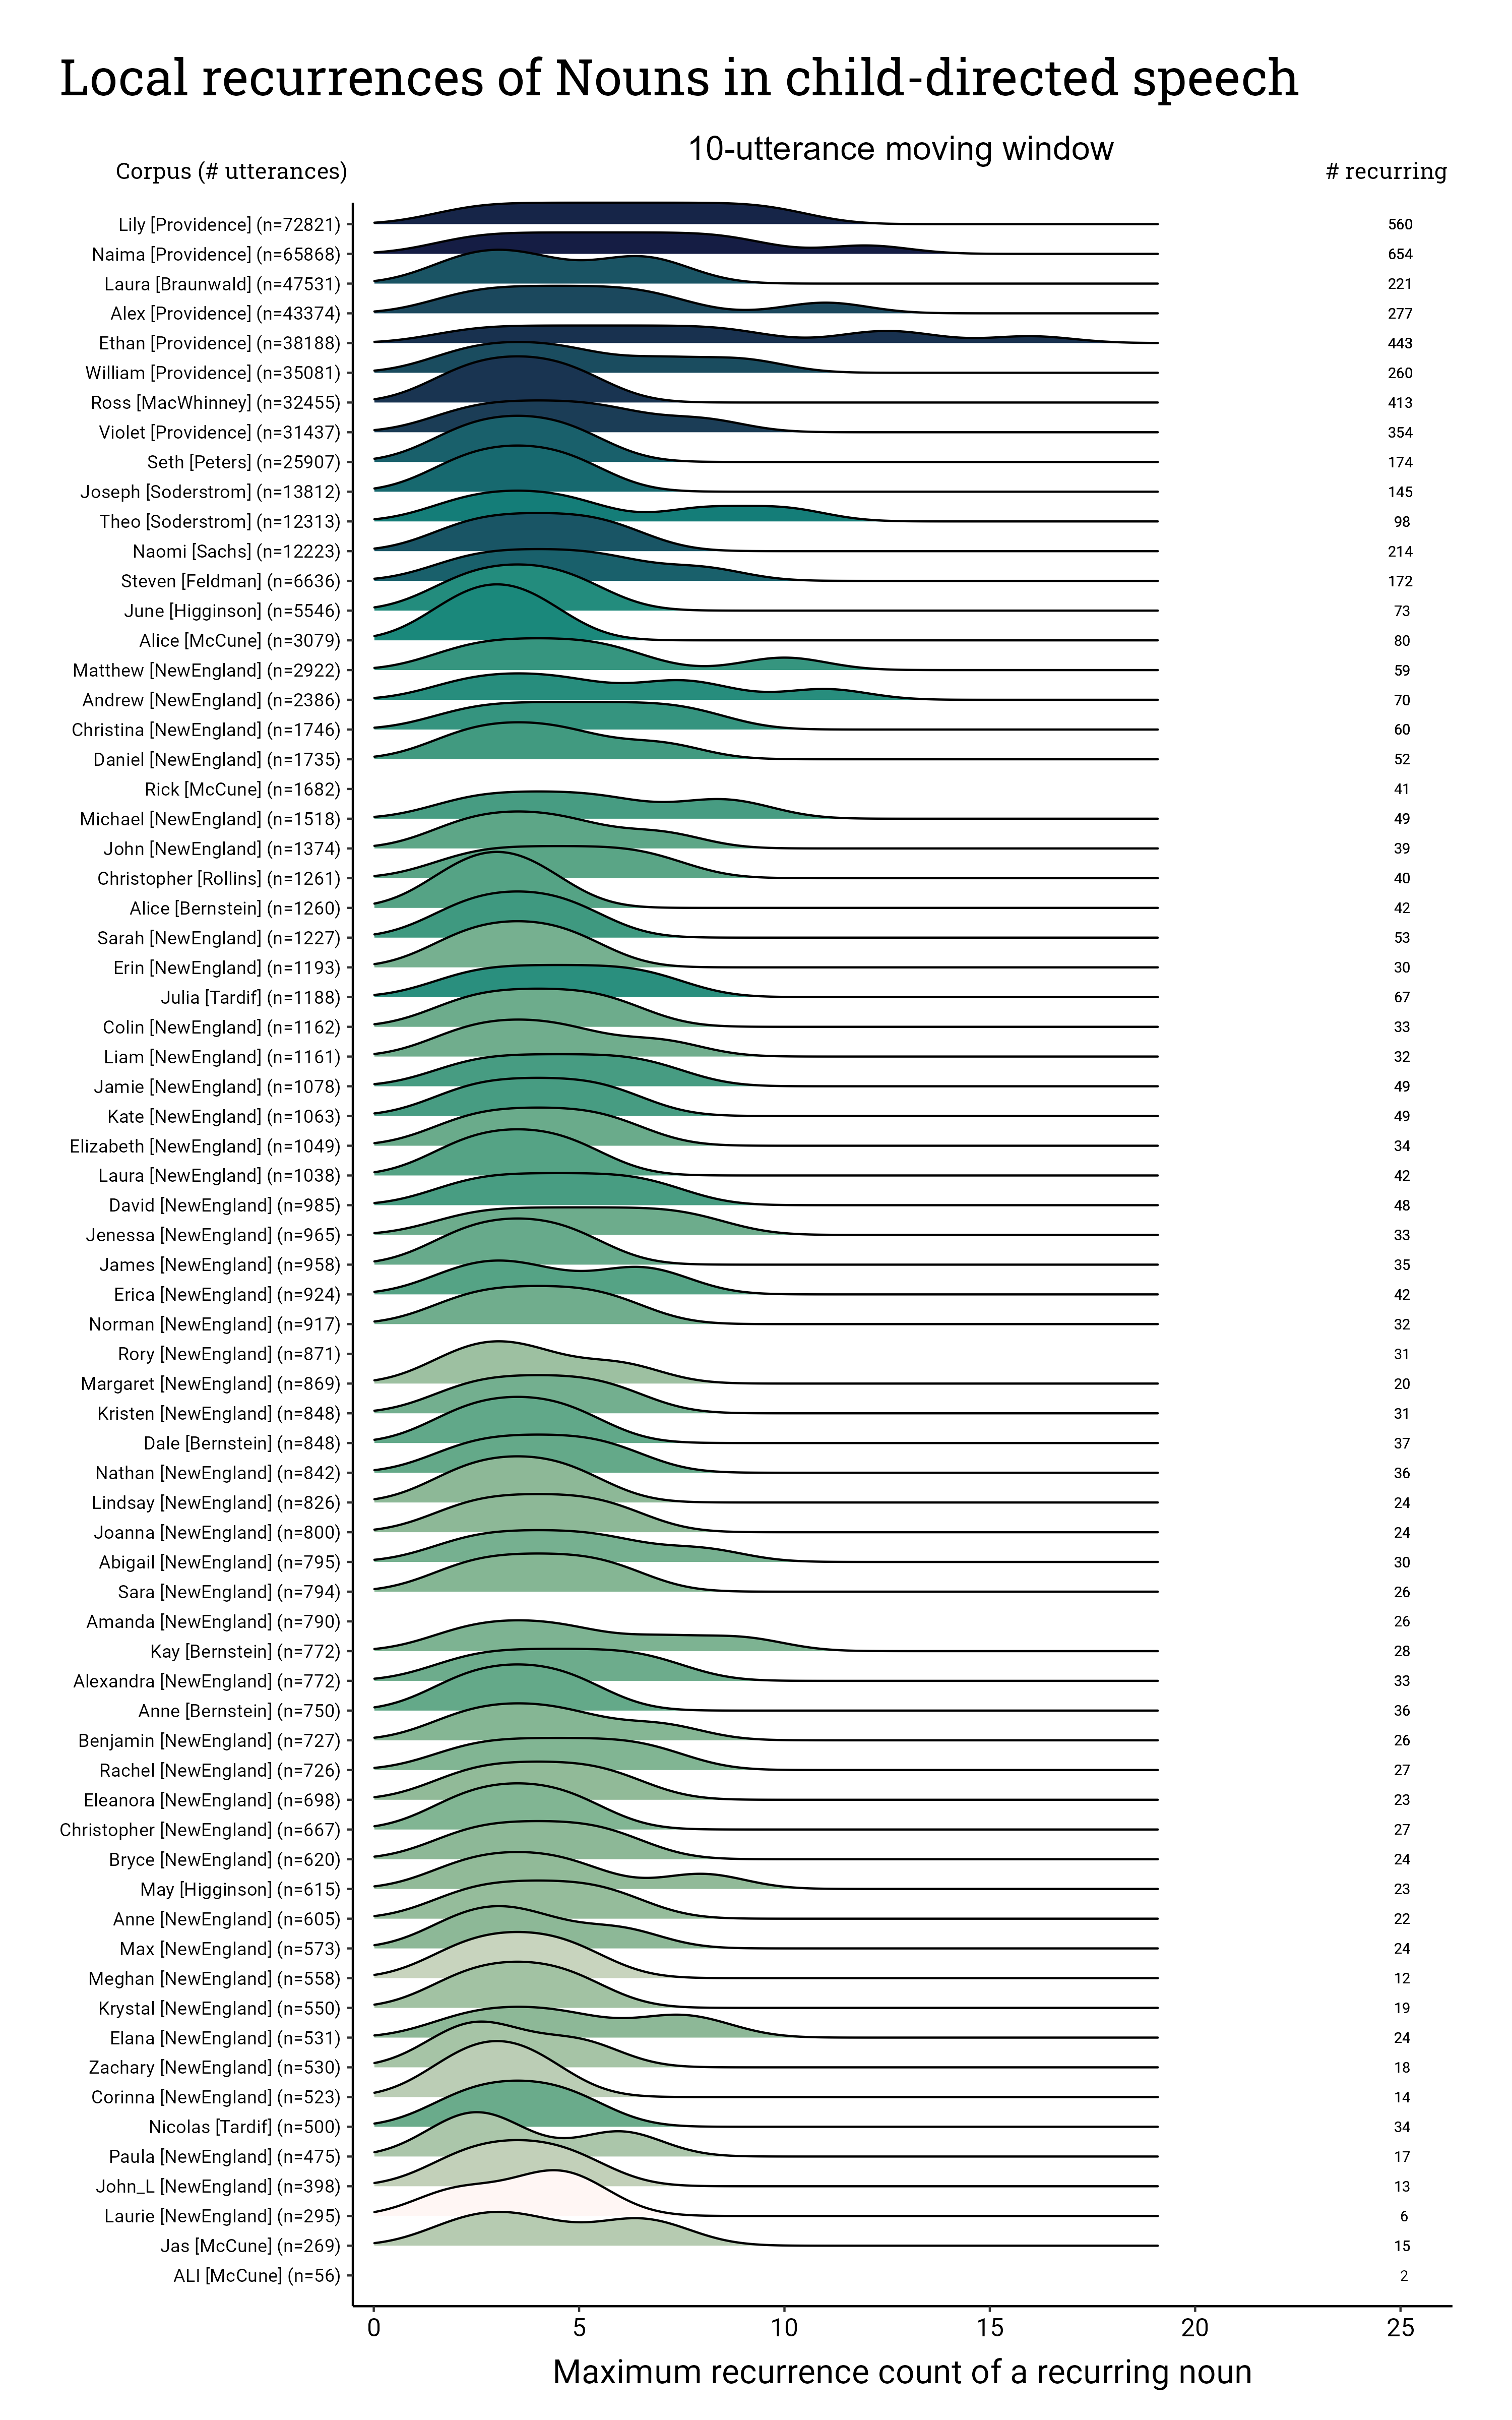 Local recurrences of Nouns in child-directed speech
10-utterance moving window
Corpus (# utterances) # recurring
Lily [Providence] (n=72821) 560
Naima [Providence] (n=65868) 654
Laura [Braunwald] (n=47531) 221
Alex [Providence] (n=43374) 277
Ethan [Providence] (n=38188) 443
William [Providence] (n=35081) 260
Ross [MacWhinney] (n=32455) 413
Violet [Providence] (n=31437) 354
Seth [Peters] (n=25907) 174
Joseph [Soderstrom] (n=13812) 145
Theo [Soderstrom] (n=12313) 98
Naomi [Sachs] (n=12223) 214
Steven [Feldman] (n=6636) 172
June [Higginson] (n=5546) 73
Alice [McCune] (n=3079) 80
Matthew [NewEngland] (n=2922) 59
Andrew [NewEngland] (n=2386) 70
Christina [NewEngland] (n=1746) 60
Daniel [NewEngland] (n=1735) 52
Rick [McCune] (n=1682) 41
Michael [NewEngland] (n=1518) 49
John [NewEngland] (n=1374) 39
Christopher [Rollins] (n=1261) 40
Alice [Bernstein] (n=1260) 42
Sarah [NewEngland] (n=1227) 53
Erin [NewEngland] (n=1193) 30
Julia [Tardif] (n=1188) 67
Colin [NewEngland] (n=1162) 33
Liam [NewEngland] (n=1161) 32
Jamie [NewEngland] (n=1078) 49
Kate [NewEngland] (n=1063) 49
Elizabeth [NewEngland] (n=1049) 34
Laura [NewEngland] (n=1038) 42
David [NewEngland] (n=985) 48
Jenessa [NewEngland] (n=965) 33
James [NewEngland] (n=958) 35
Erica [NewEngland] (n=924) 42
Norman [NewEngland] (n=917) 32
Rory [NewEngland] (n=871) 31
Margaret [NewEngland] (n=869) 20
Kristen [NewEngland] (n=848) 31
Dale [Bernstein] (n=848) 37
Nathan [NewEngland] (n=842) 36
Lindsay [NewEngland] (n=826) 24
Joanna [NewEngland] (n=800) 24
Abigail [NewEngland] (n=795) 30
Sara [NewEngland] (n=794) 26
Amanda [NewEngland] (n=790) 26
Kay [Bernstein] (n=772) 28
Alexandra [NewEngland] (n=772) 33
Anne [Bernstein] (n=750) 36
Benjamin [NewEngland] (n=727) 26
Rachel [NewEngland] (n=726) 27
Eleanora [NewEngland] (n=698) 23
Christopher [NewEngland] (n=667) 27
Bryce [NewEngland] (n=620) 24
May [Higginson] (n=615) 23
Anne [NewEngland] (n=605) 22
Max [NewEngland] (n=573) 24
Meghan [NewEngland] (n=558) 12
Krystal [NewEngland] (n=550) 19
Elana [NewEngland] (n=531) 24
Zachary [NewEngland] (n=530) 18
Corinna [NewEngland] (n=523) 14
Nicolas [Tardif] (n=500) 34
Paula [NewEngland] (n=475) 17
John_L [NewEngland] (n=398) 13
Laurie [NewEngland] (n=295) 6
Jas [McCune] (n=269) 15
ALI [McCune] (n=56) 2
0 5 10 15 20 25
Maximum recurrence count of a recurring noun